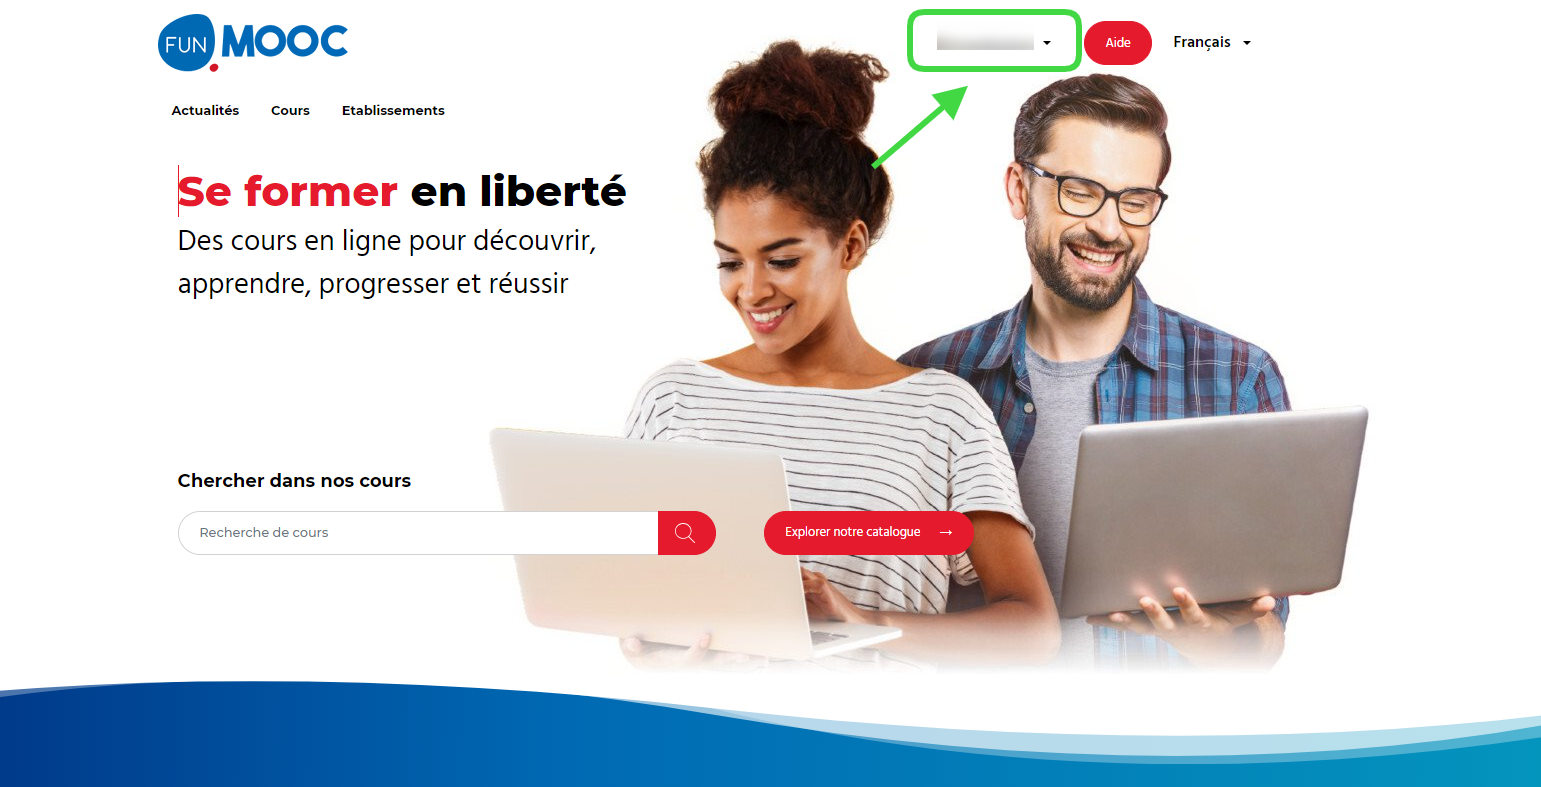 FUN MOOC
Aide
Français
Actualités
Cours
Etablissements
Se former en liberté
Des cours en ligne pour découvrir,
apprendre, progresser et réussir
Chercher dans nos cours
Recherche de cours
Explorer notre catalogue →